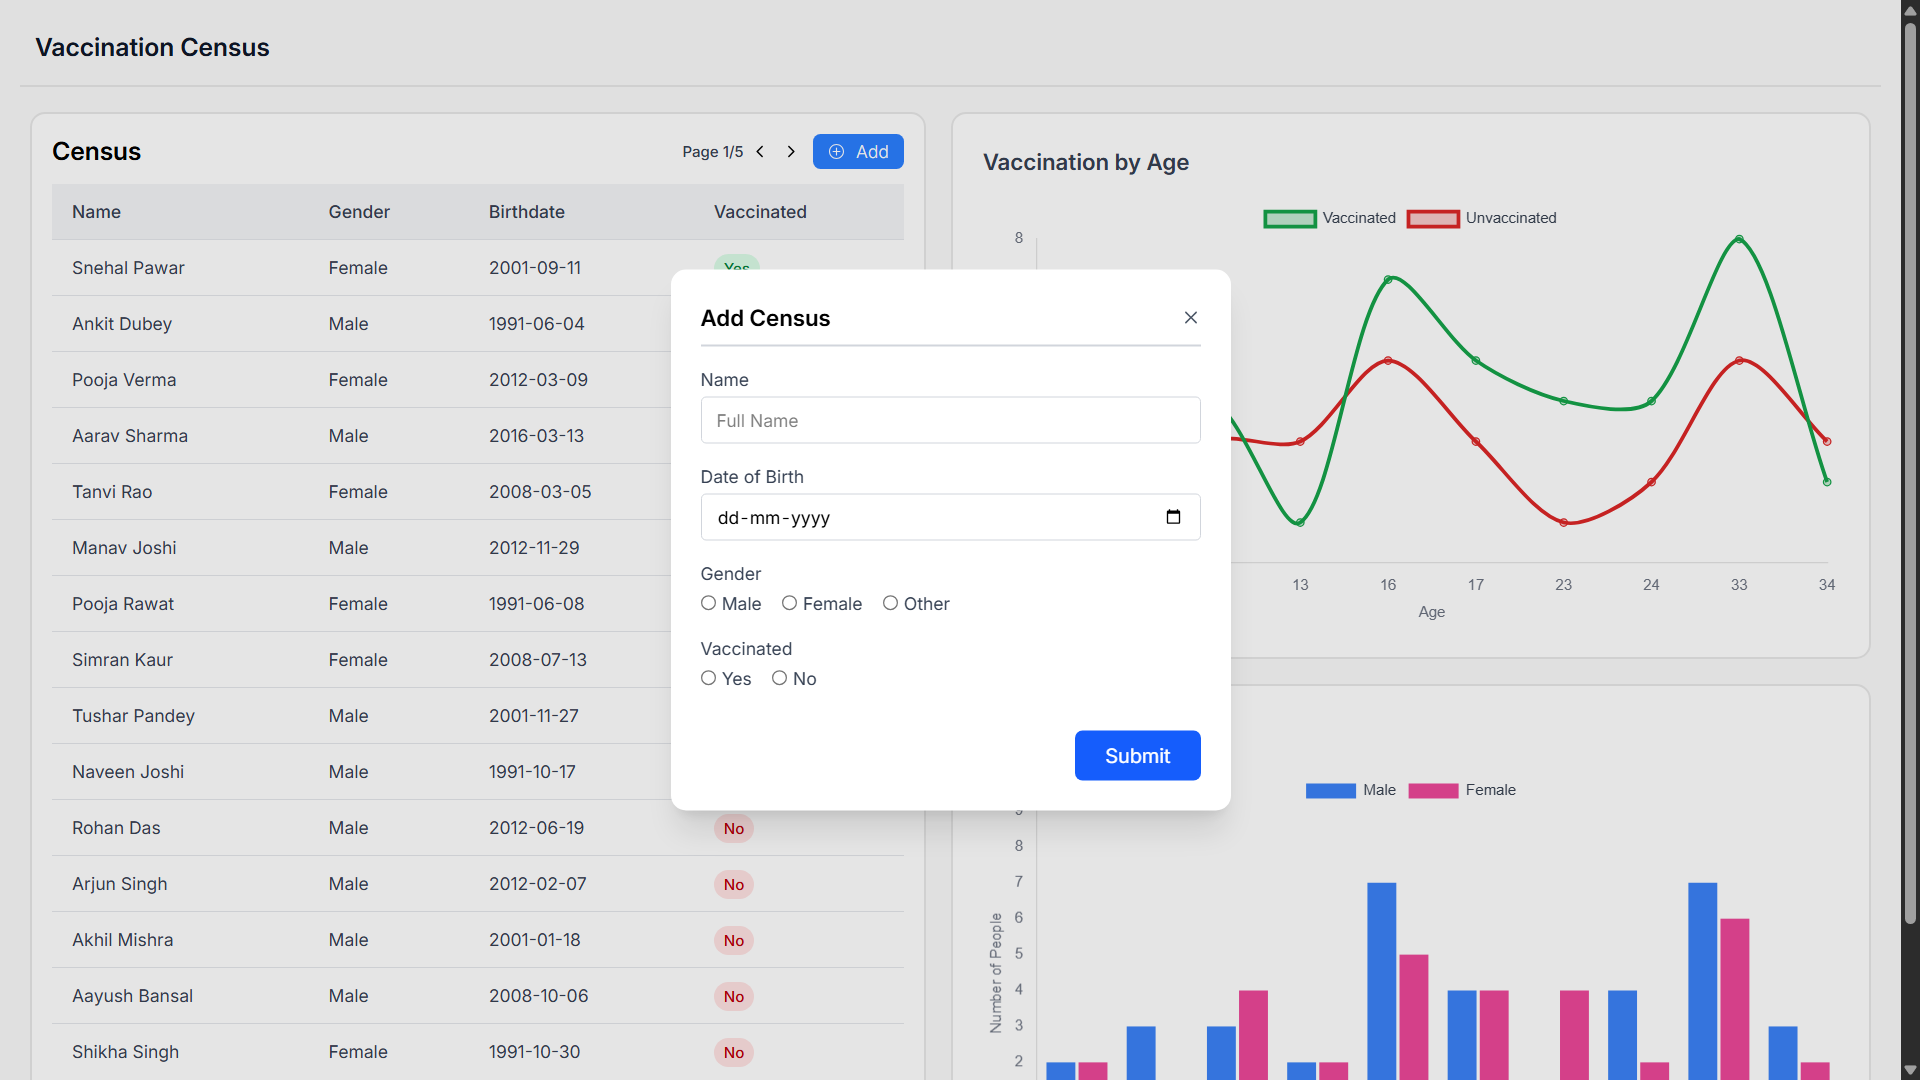 Vaccination Census
Census
Page 1/5
Add
Name Gender Birthdate Vaccinated
Snehal Pawar Female 2001-09-11 Yes
Ankit Dubey Male 1991-06-04
Pooja Verma Female 2012-03-09
Aarav Sharma Male 2016-03-13
Tanvi Rao Female 2008-03-05
Manav Joshi Male 2012-11-29
Pooja Rawat Female 1991-06-08
Simran Kaur Female 2008-07-13
Tushar Pandey Male 2001-11-27
Naveen Joshi Male 1991-10-17
Rohan Das Male 2012-06-19 No
Arjun Singh Male 2012-02-07 No
Akhil Mishra Male 2001-01-18 No
Aayush Bansal Male 2008-10-06 No
Shikha Singh Female 1991-10-30 No
Add Census
Name
Full Name
Date of Birth
dd-mm-yyyy
Gender
Male Female Other
Vaccinated
Yes No
Submit
Vaccination by Age
Vaccinated Unvaccinated
8
13 16 17 23 24 33 34
Age
Male Female
Number of People
8
7
6
5
4
3
2